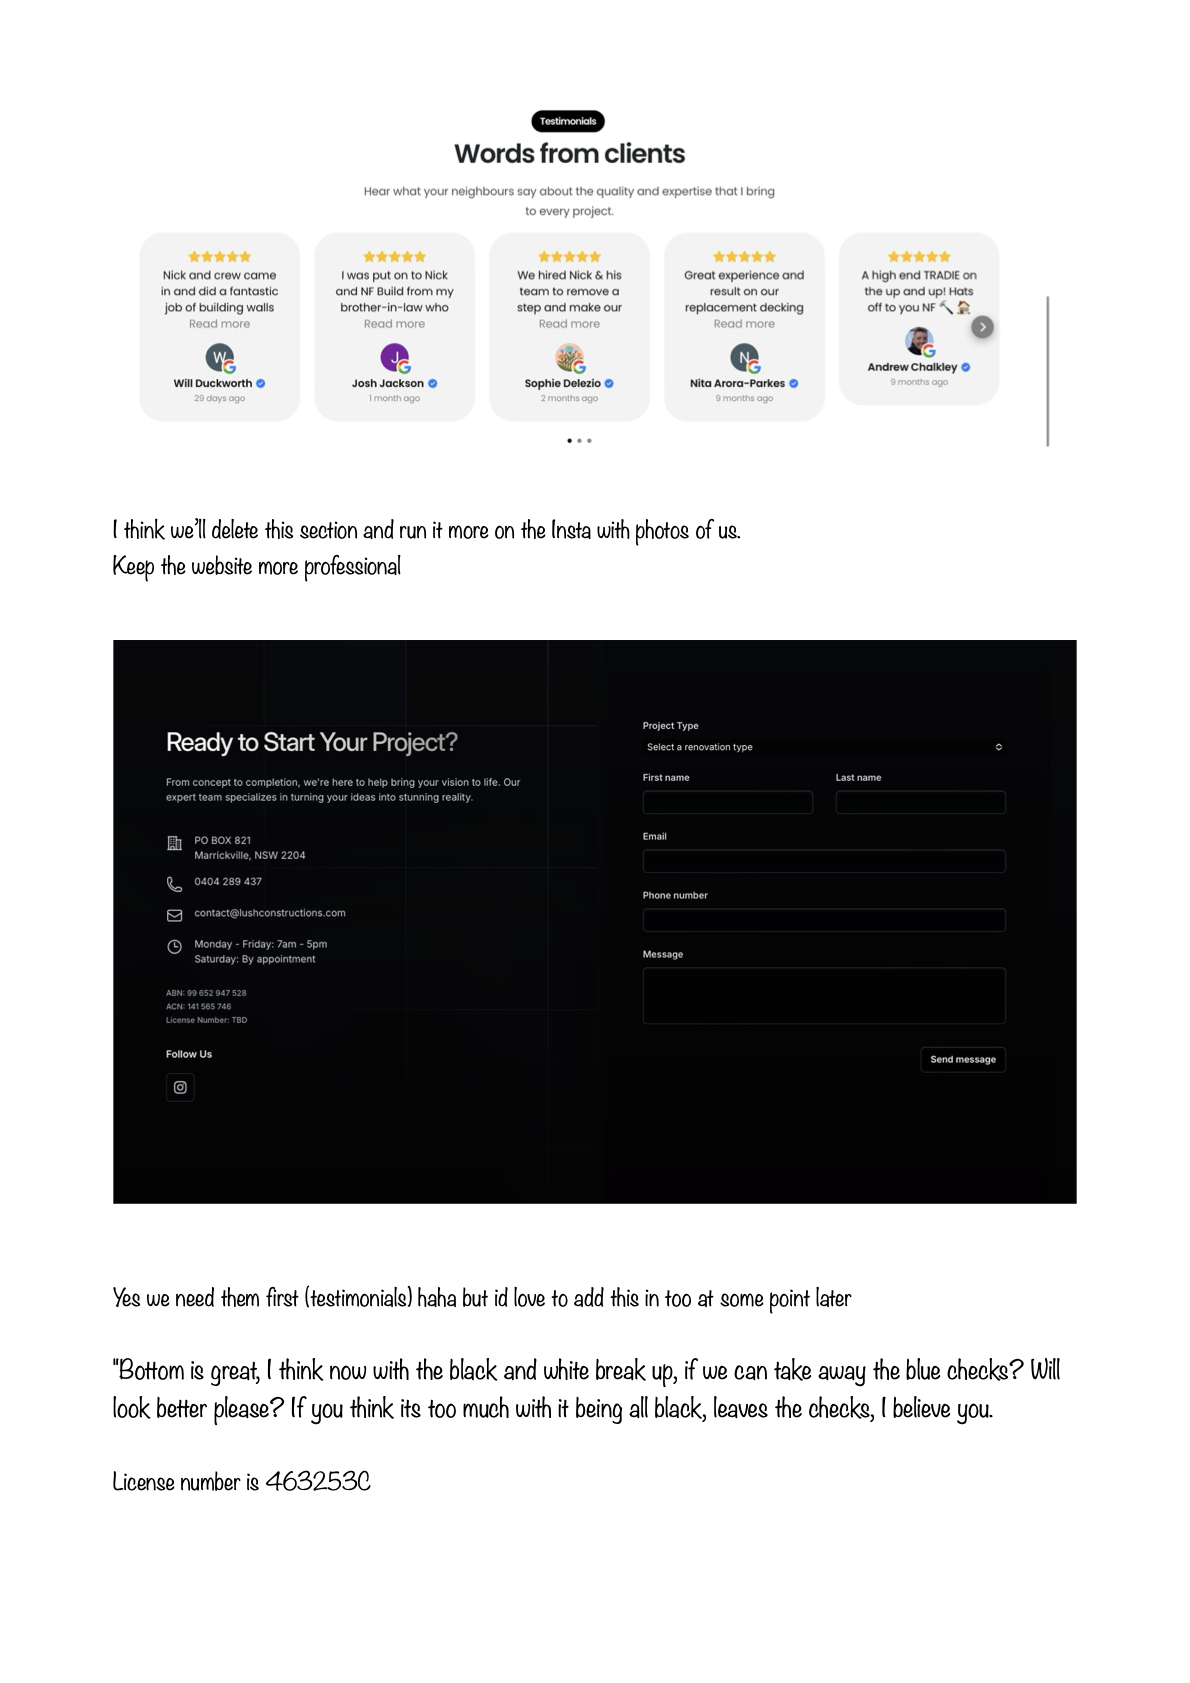 Testimonials
Words from clients
Hear what your neighbours say about the quality and expertise that I bring
to every project.
Nick and crew came
in and did a fantastic
job of building walls
Read more
W
Will Duckworth
29 days ago
I was put on to Nick
and NF Build from my
brother-in-law who
Read more
J
Josh Jackson
1 month ago
We hired Nick & his
team to remove a
step and make our
Read more
Sophie Delezio
2 months ago
Great experience and
result on our
replacement decking
Read more
N
Nita Arora-Parkes
9 months ago
A high end TRADIE on
the up and up! Hats
off to you NF 🔨 🏠
Andrew Chalkley
9 months ago
I think we’ll delete this section and run it more on the Insta with photos of us.
Keep the website more professional
Ready to Start Your Project?
From concept to completion, we're here to help bring your vision to life. Our
expert team specializes in turning your ideas into stunning reality.
PO BOX 821
Marrickville, NSW 2204
0404 289 437
contact@lushconstructions.com
Monday - Friday: 7am - 5pm
Saturday: By appointment
ABN: 99 652 947 528
ACN: 141 565 746
License Number: TBD
Follow Us
Project Type
Select a renovation type
First name
Last name
Email
Phone number
Message
Send message
Yes we need them first (testimonials) haha but id love to add this in too at some point later
"Bottom is great, I think now with the black and white break up, if we can take away the blue checks? Will
look better please? If you think its too much with it being all black, leaves the checks, I believe you.
License number is 463253C